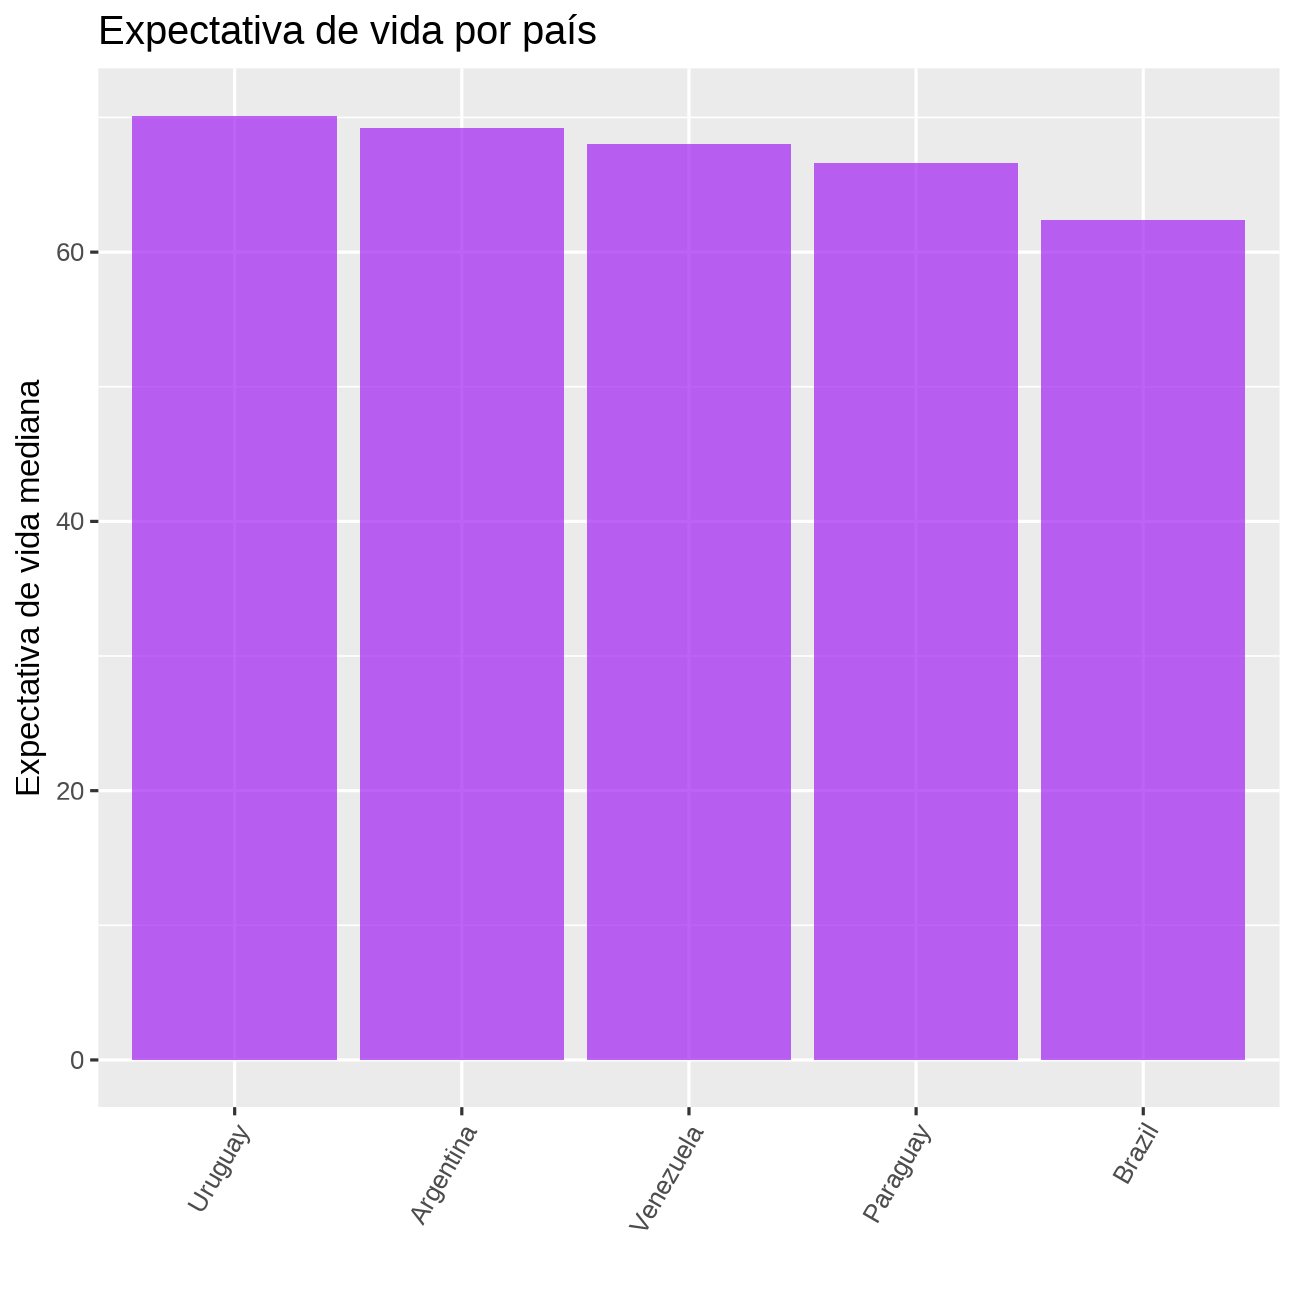 Expectativa de vida por país
Expectativa de vida mediana
60
40
20
0
Uruguay
Argentina
Venezuela
Paraguay
Brazil